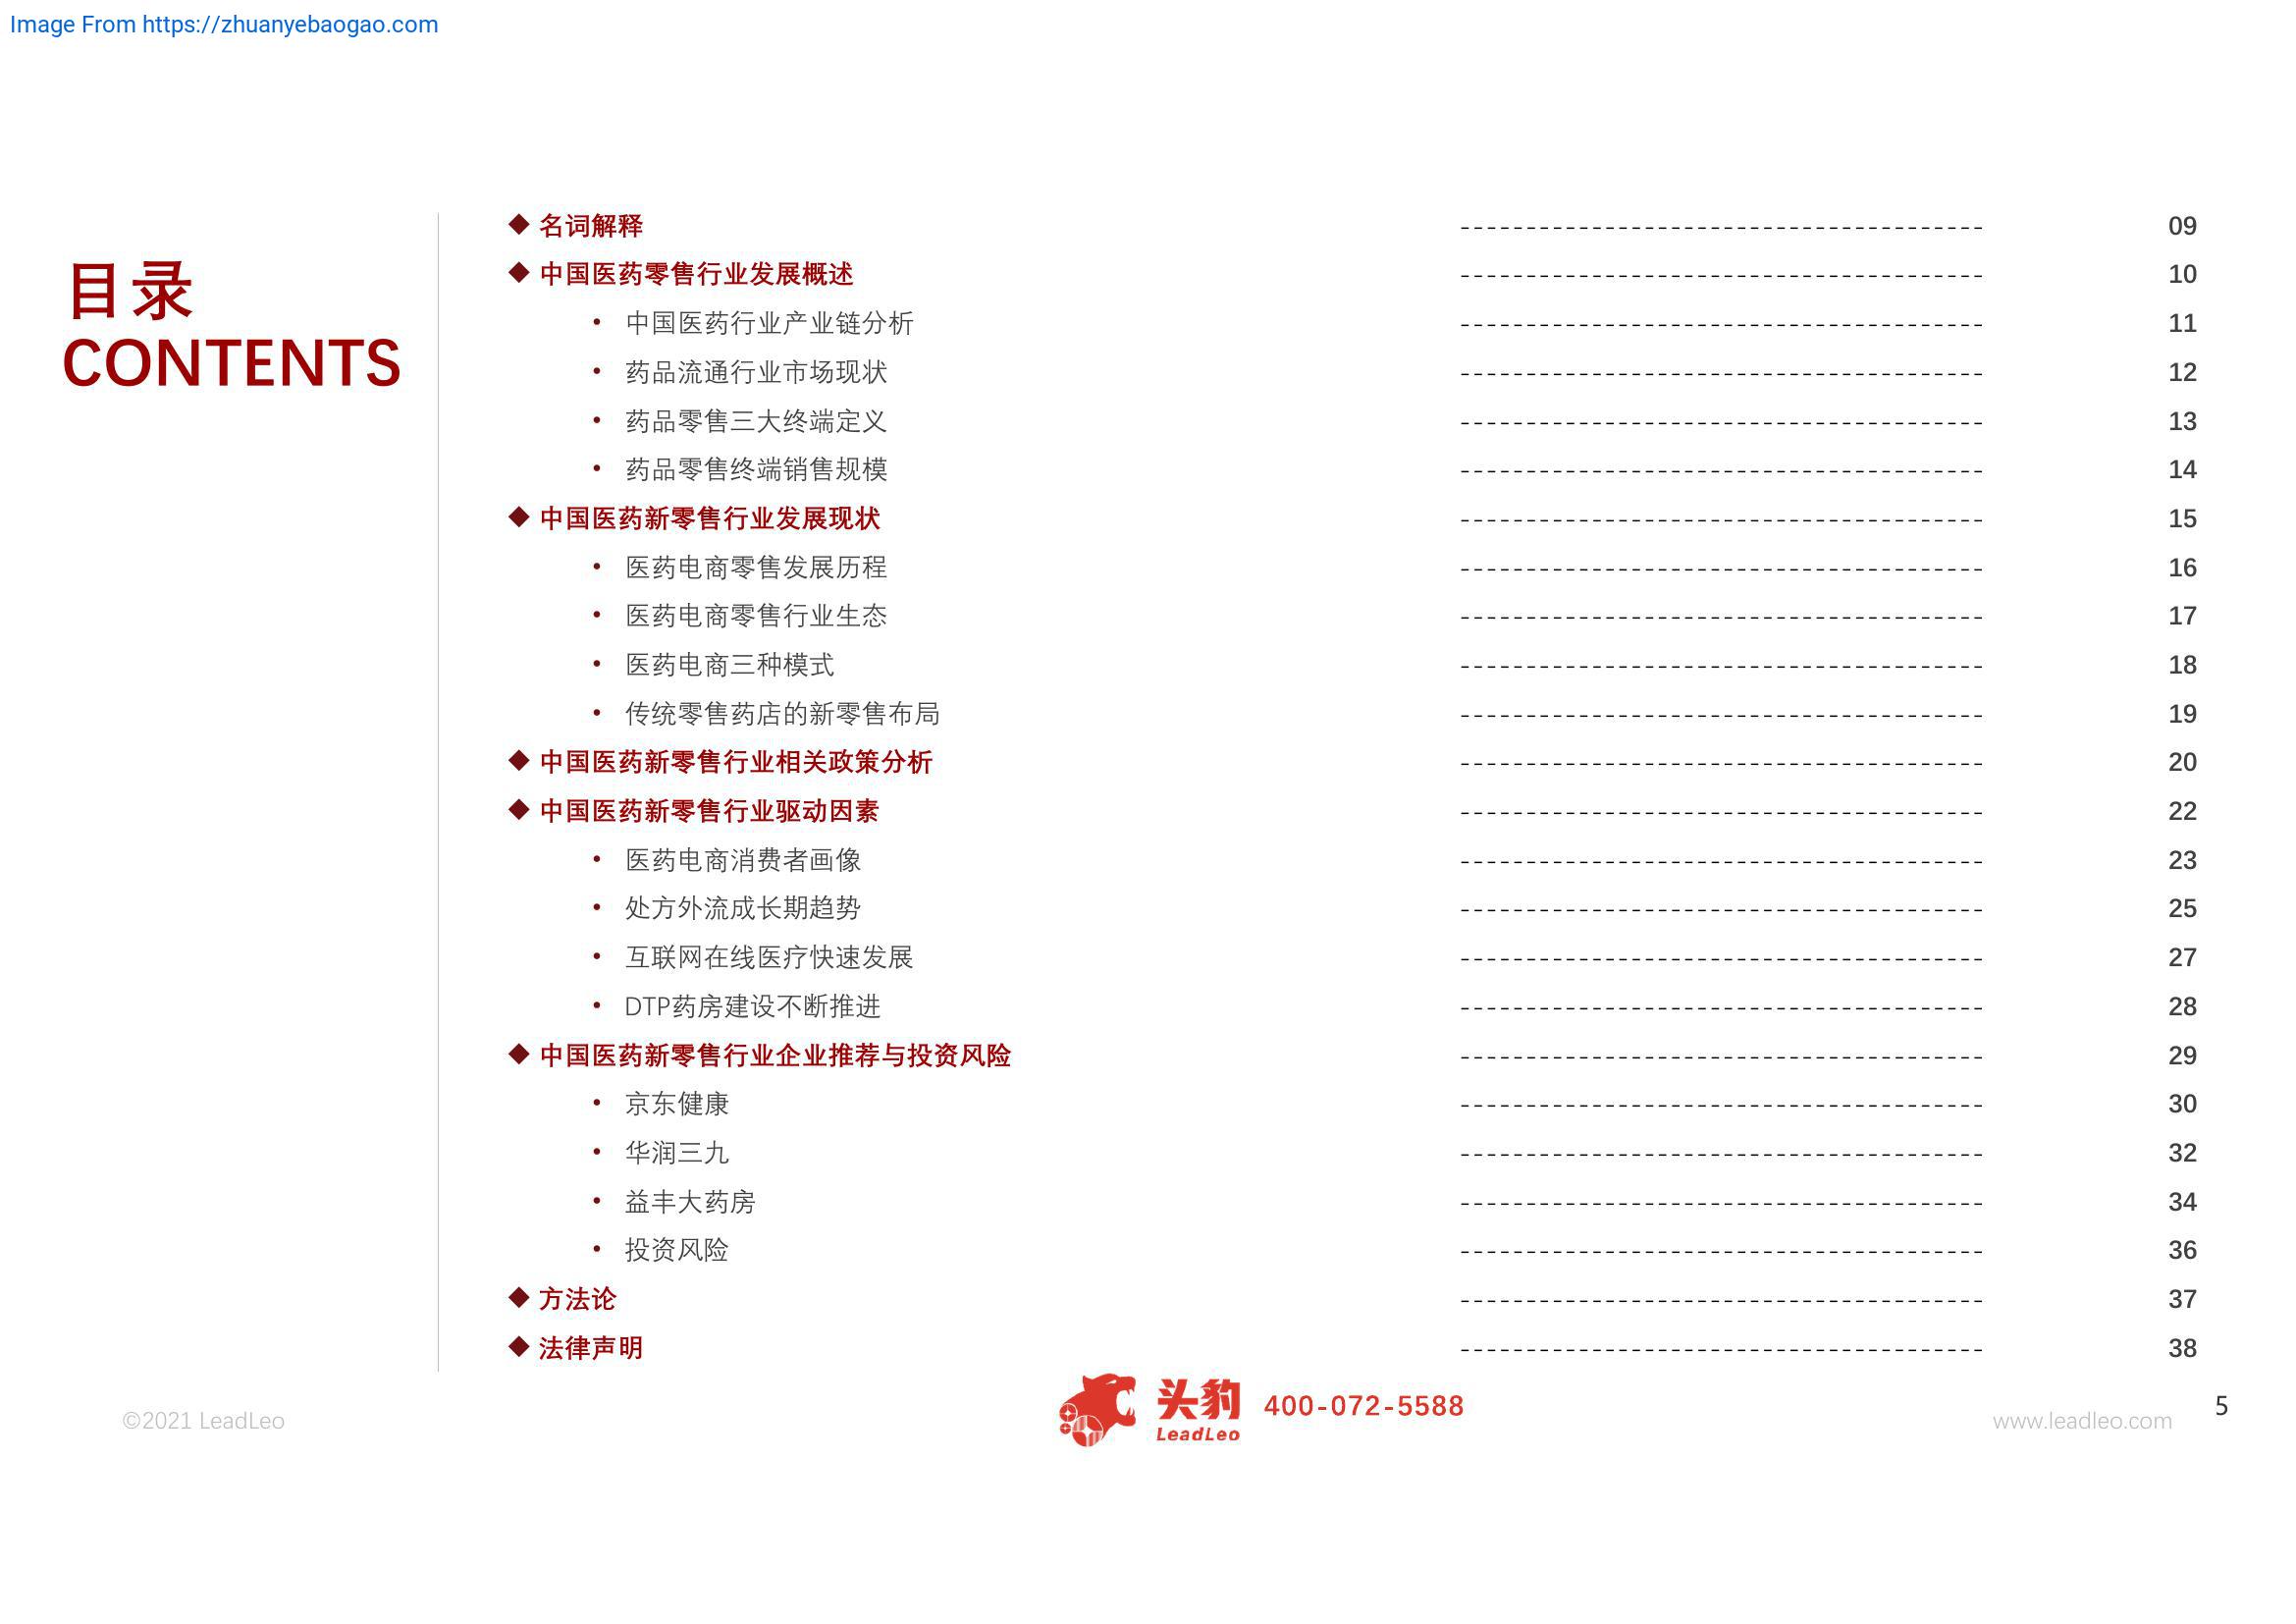 Image From https://zhuanyebaogao.com
目录
CONTENTS
◆ 名词解释 ---------------------------------------- 09
◆ 中国医药零售行业发展概述 ---------------------------------------- 10
• 中国医药行业产业链分析 ---------------------------------------- 11
• 药品流通行业市场现状 ---------------------------------------- 12
• 药品零售三大终端定义 ---------------------------------------- 13
• 药品零售终端销售规模 ---------------------------------------- 14
◆ 中国医药新零售行业发展现状 ---------------------------------------- 15
• 医药电商零售发展历程 ---------------------------------------- 16
• 医药电商零售行业生态 ---------------------------------------- 17
• 医药电商三种模式 ---------------------------------------- 18
• 传统零售药店的新零售布局 ---------------------------------------- 19
◆ 中国医药新零售行业相关政策分析 ---------------------------------------- 20
◆ 中国医药新零售行业驱动因素 ---------------------------------------- 22
• 医药电商消费者画像 ---------------------------------------- 23
• 处方外流成长期趋势 ---------------------------------------- 25
• 互联网在线医疗快速发展 ---------------------------------------- 27
• DTP药房建设不断推进 ---------------------------------------- 28
◆ 中国医药新零售行业企业推荐与投资风险 ---------------------------------------- 29
• 京东健康 ---------------------------------------- 30
• 华润三九 ---------------------------------------- 32
• 益丰大药房 ---------------------------------------- 34
• 投资风险 ---------------------------------------- 36
◆ 方法论 ---------------------------------------- 37
◆ 法律声明 ---------------------------------------- 38
©2021 LeadLeo
头豹
LeadLeo
400-072-5588
www.leadleo.com
5